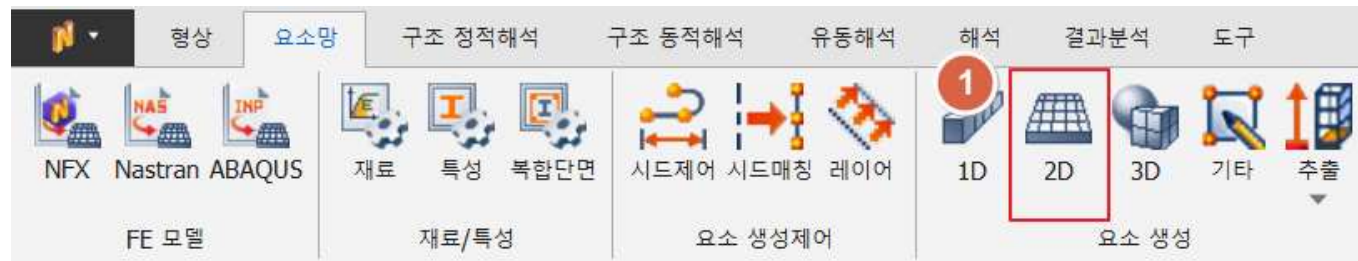 형상 요소망 구조 정적해석 구조 동적해석 유동해석 해석 결과분석 도구
1
NAS INP
NFX Nastran ABAQUS 재료 특성 복합단면 시드제어 시드매칭 레이어 1D 2D 3D 기타 추출
FE 모델 재료/특성 요소 생성제어 요소 생성